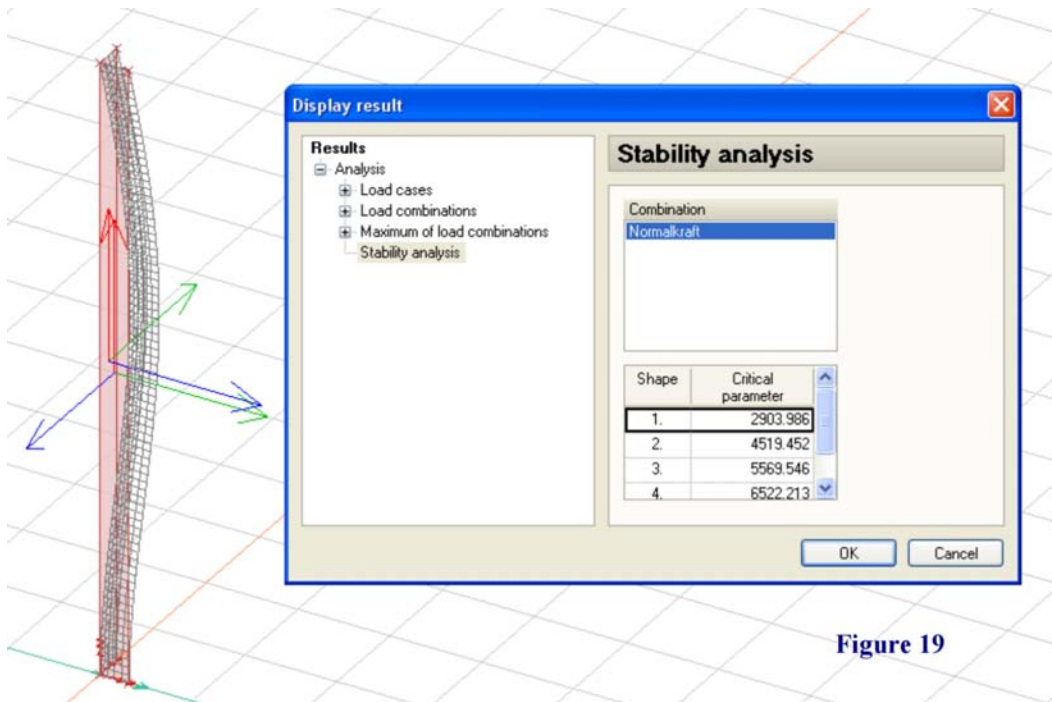 Display result
Results
Analysis
Load cases
Load combinations
Maximum of load combinations
Stability analysis
Stability analysis
Combination
Normalkraft
Shape Critical parameter
1. 2903.986
2. 4519.452
3. 5569.546
4. 6522.213
OK Cancel
Figure 19